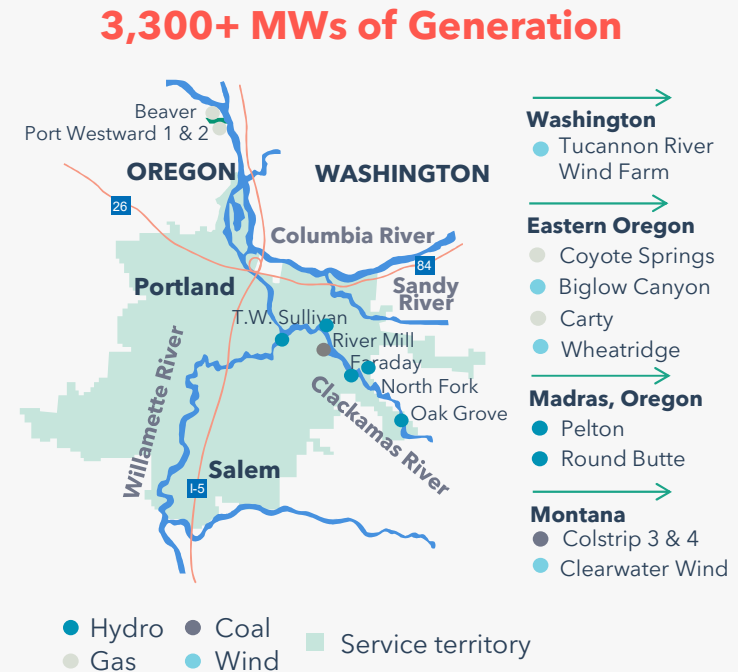 3,300+ MWs of Generation
Beaver
Port Westward 1 & 2
OREGON
WASHINGTON
26
Columbia River
84
Portland
Sandy
River
T.W. Sullivan
River Mill
Faraday
North Fork
Oak Grove
Willamette River
Clackamas River
Salem
I-5
Washington
Tucannon River
Wind Farm
Eastern Oregon
Coyote Springs
Biglow Canyon
Carty
Wheatridge
Madras, Oregon
Pelton
Round Butte
Montana
Colstrip 3 & 4
Clearwater Wind
Hydro
Coal
Gas
Wind
Service territory